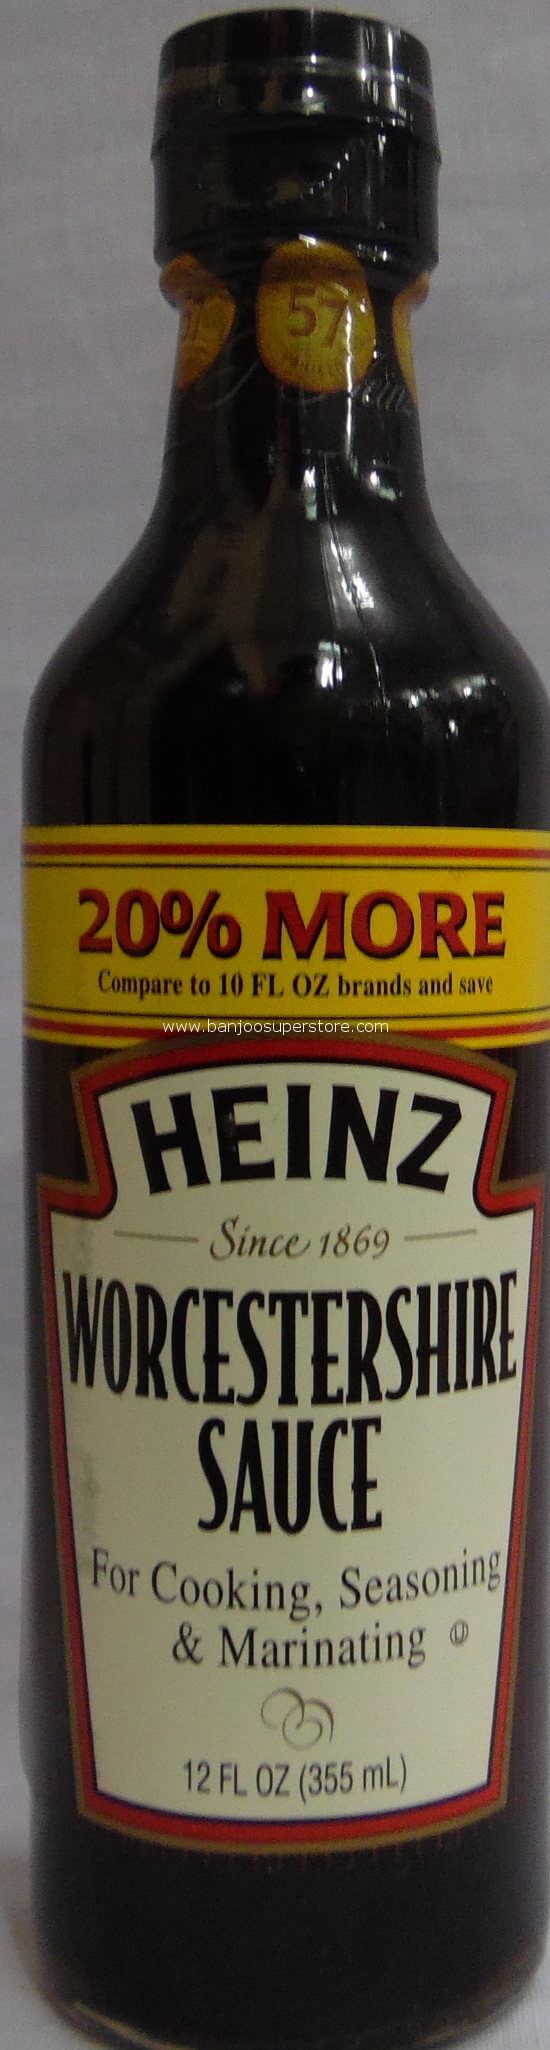 57
20% MORE
Compare to 10 FL OZ brands and save
www.banjoosuperstore.com
HEINZ
Since 1869
WORCESTERSHIRE
SAUCE
For Cooking, Seasoning
& Marinating Ⓤ
12 FL OZ (355 mL)